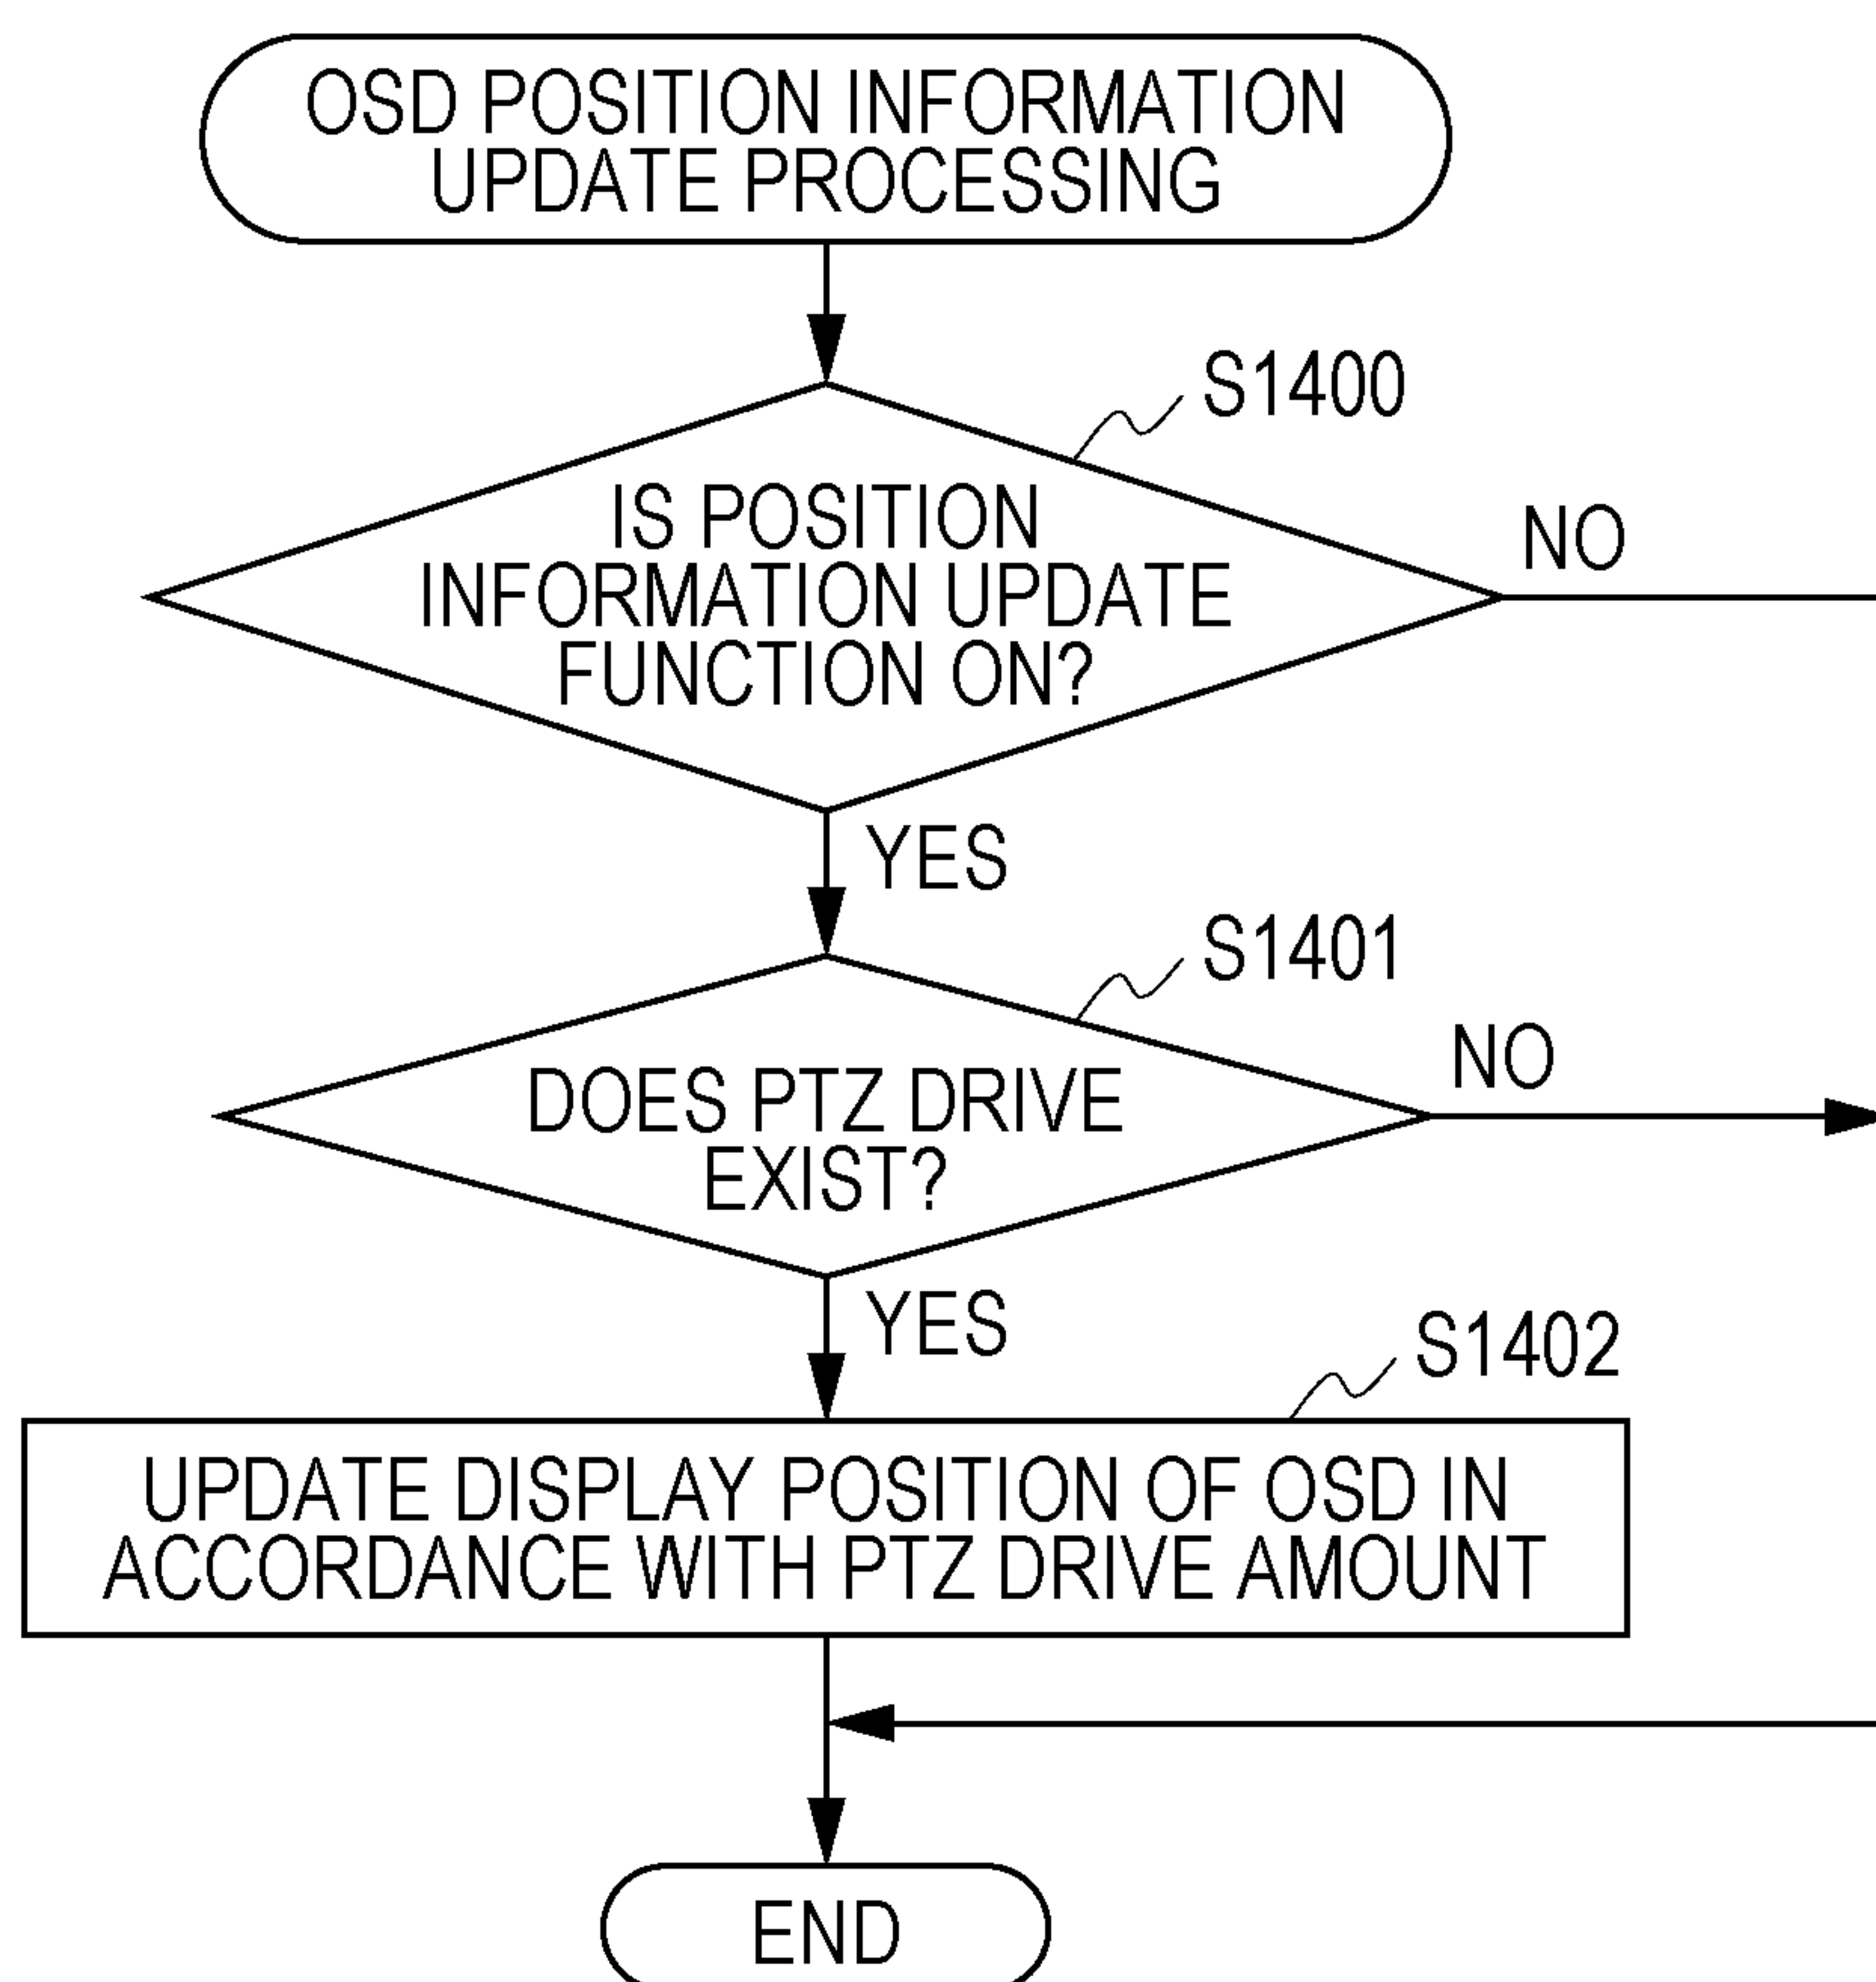 OSD POSITION INFORMATION
UPDATE PROCESSING
S1400
IS POSITION
INFORMATION UPDATE
FUNCTION ON?
NO
YES
S1401
DOES PTZ DRIVE
EXIST?
NO
YES
S1402
UPDATE DISPLAY POSITION OF OSD IN
ACCORDANCE WITH PTZ DRIVE AMOUNT
END